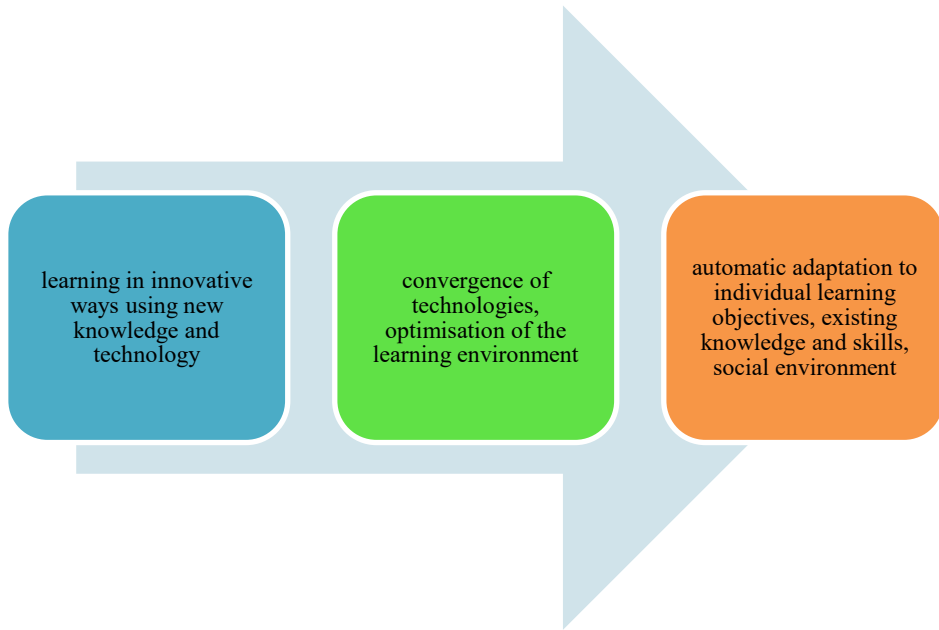 learning in innovative
ways using new
knowledge and
technology
convergence of
technologies,
optimisation of the
learning environment
automatic adaptation to
individual learning
objectives, existing
knowledge and skills,
social environment